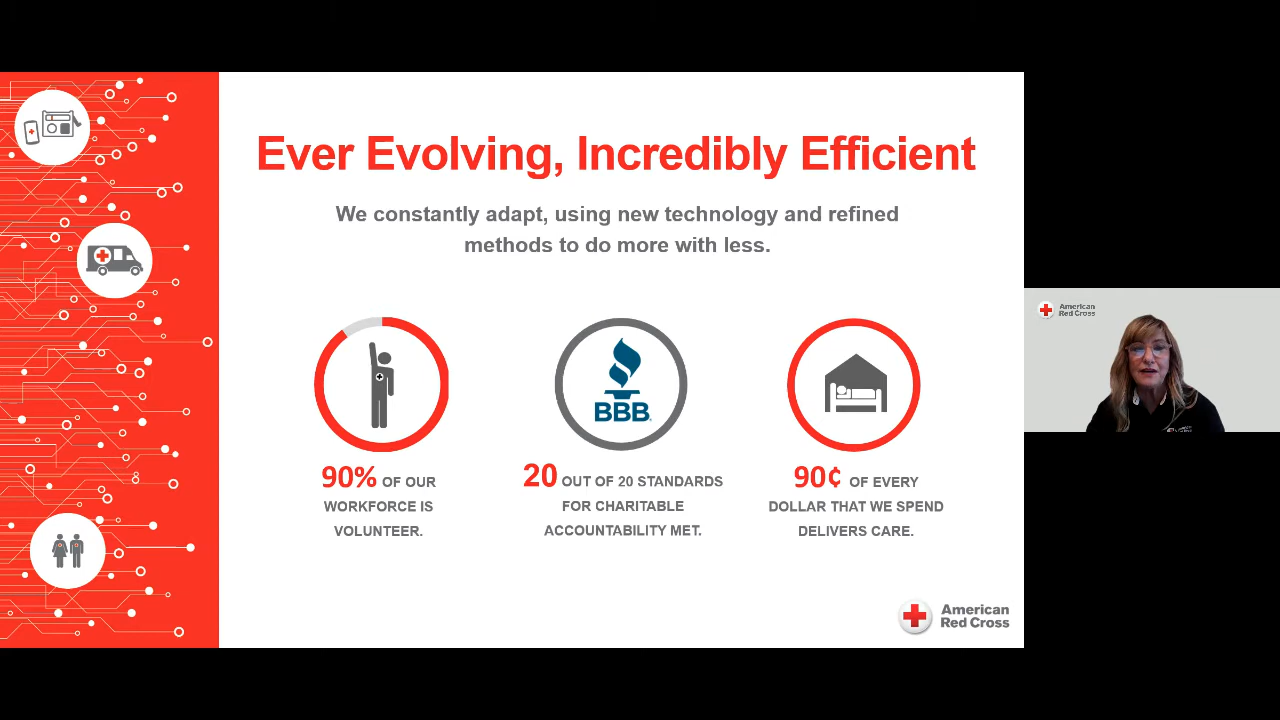 Ever Evolving, Incredibly Efficient
We constantly adapt, using new technology and refined
methods to do more with less.
BBB
90% OF OUR
WORKFORCE IS
VOLUNTEER.
20 OUT OF 20 STANDARDS
FOR CHARITABLE
ACCOUNTABILITY MET.
90¢ OF EVERY
DOLLAR THAT WE SPEND
DELIVERS CARE.
American
Red Cross
American
Red Cross